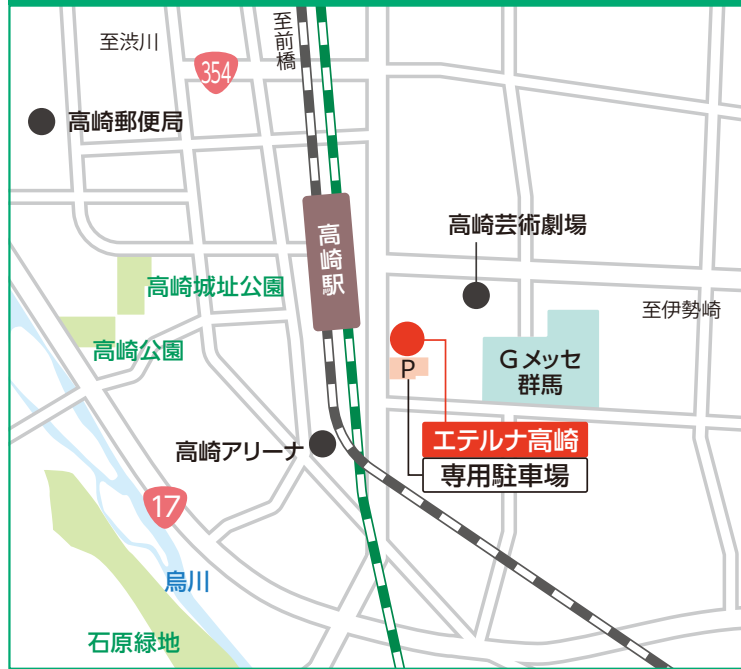 至渋川
至前橋
354
高崎郵便局
高崎駅
高崎芸術劇場
高崎城址公園
至伊勢崎
高崎公園
P
Gメッセ
群馬
高崎アリーナ
エテルナ高崎
専用駐車場
17
烏川
石原緑地